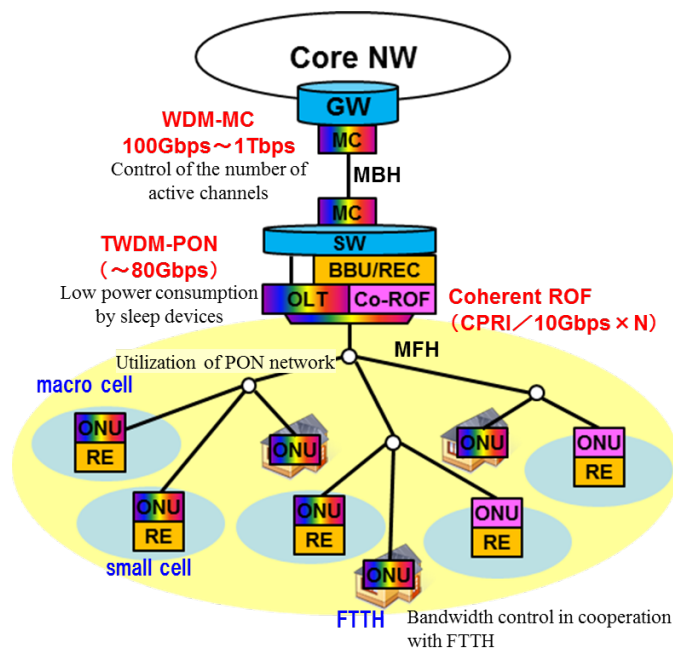 Core NW
GW
WDM-MC
100Gbps～1Tbps
MC
Control of the number of
active channels
MBH
MC
SW
TWDM-PON
（～80Gbps）
BBU/REC
Low power consumption
by sleep devices
OLT
Co-ROF
Coherent ROF
（CPRI／10Gbps×N）
MFH
Utilization of PON network
macro cell
ONU
RE
ONU
ONU
ONU
RE
ONU
RE
small cell
ONU
RE
ONU
RE
ONU
FTTH
Bandwidth control in cooperation
with FTTH